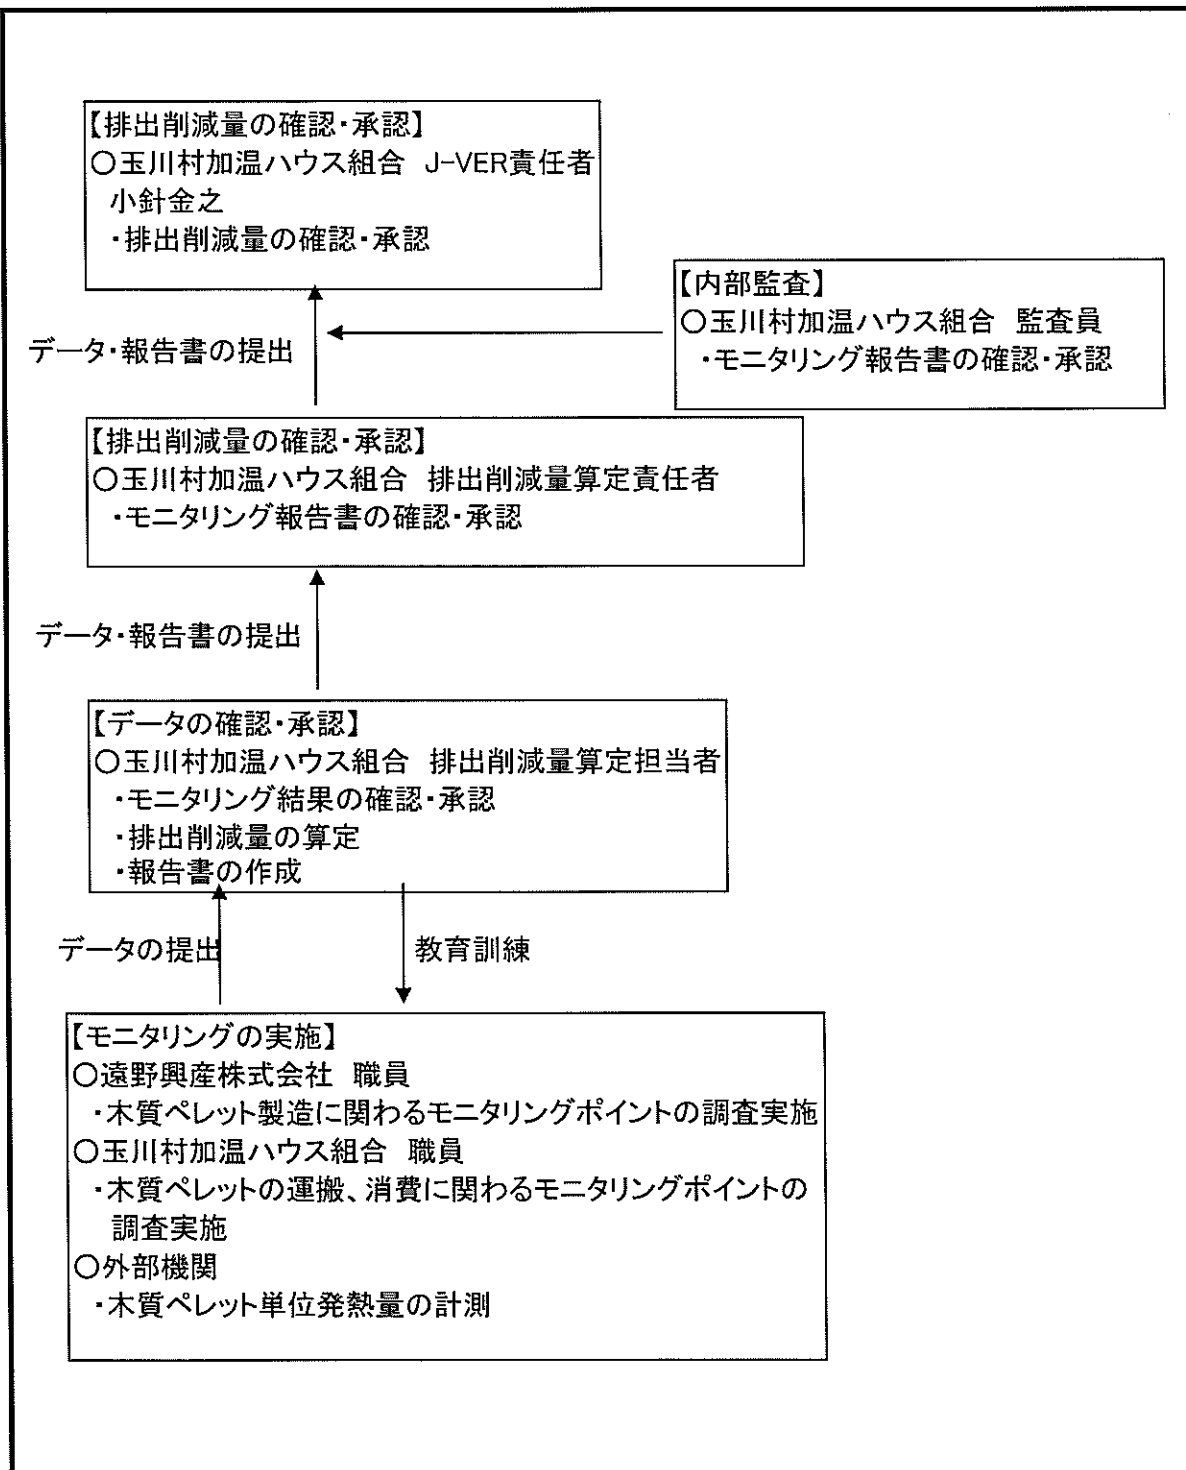 【排出削減量の確認・承認】
○玉川村加温ハウス組合　J-VER責任者
小針金之
・排出削減量の確認・承認
【内部監査】
○玉川村加温ハウス組合　監査員
・モニタリング報告書の確認・承認
データ・報告書の提出
【排出削減量の確認・承認】
○玉川村加温ハウス組合　排出削減量算定責任者
・モニタリング報告書の確認・承認
データ・報告書の提出
【データの確認・承認】
○玉川村加温ハウス組合　排出削減量算定担当者
・モニタリング結果の確認・承認
・排出削減量の算定
・報告書の作成
データの提出
教育訓練
【モニタリングの実施】
○遠野興産株式会社　職員
・木質ペレット製造に関わるモニタリングポイントの調査実施
○玉川村加温ハウス組合　職員
・木質ペレットの運搬、消費に関わるモニタリングポイントの
調査実施
○外部機関
・木質ペレット単位発熱量の計測